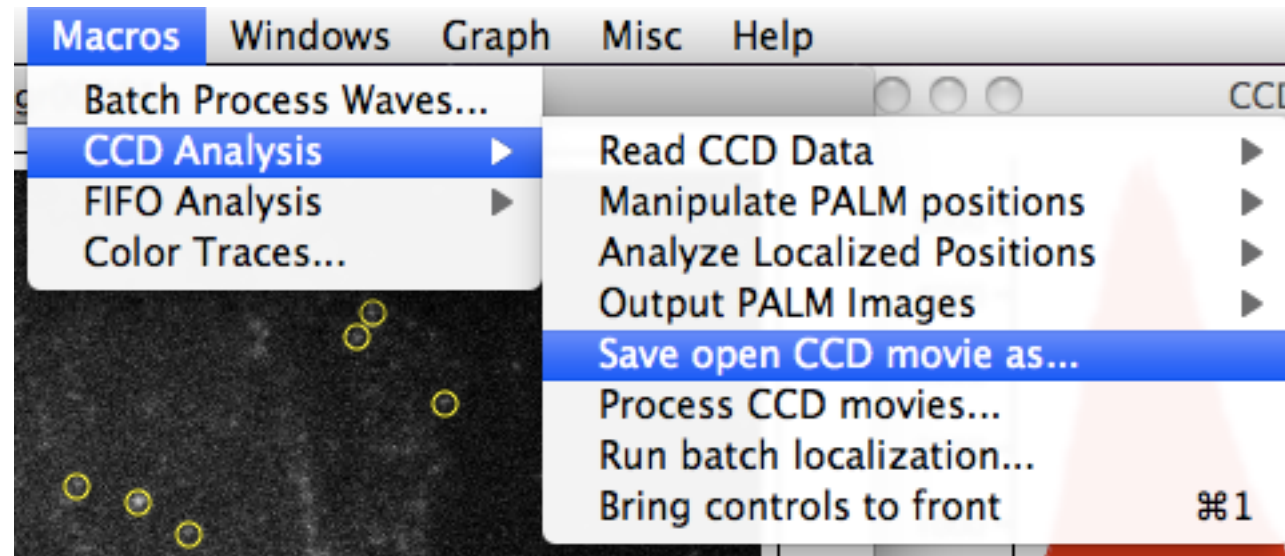 Macros Windows Graph Misc Help
CCD
Batch Process Waves...
CCD Analysis
FIFO Analysis
Color Traces...
Read CCD Data
Manipulate PALM positions
Analyze Localized Positions
Output PALM Images
Save open CCD movie as...
Process CCD movies...
Run batch localization...
Bring controls to front ⌘1